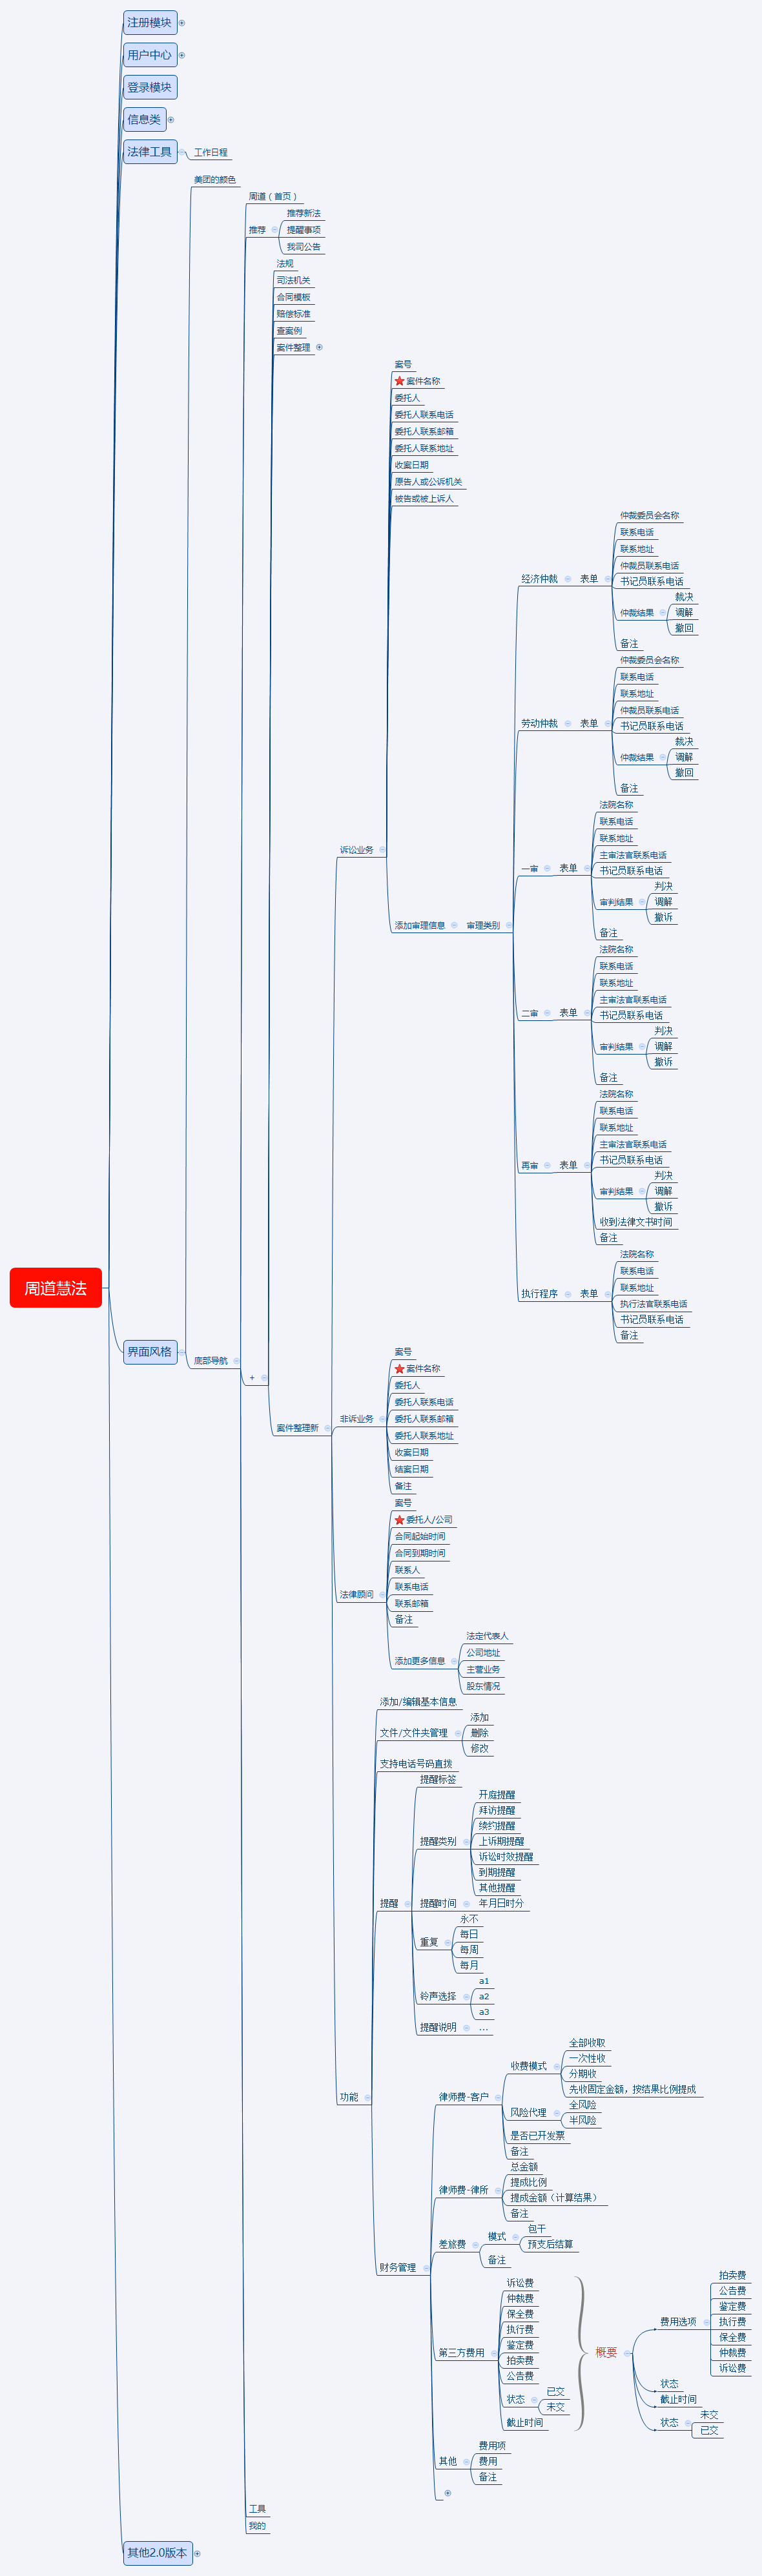 周道慧法
注册模块
用户中心
登录模块
信息类
法律工具
工作日程
界面风格
美团的颜色
底部导航
周道（首页）
推荐
推荐新法
提醒事项
我司公告
+
法规
司法机关
合同模板
赔偿标准
查案例
案件整理
案件整理新
诉讼业务
案号
案件名称
委托人
委托人联系电话
委托人联系邮箱
委托人联系地址
收案日期
原告人或公诉机关
被告或被上诉人
添加审理信息
审理类别
经济仲裁
表单
仲裁委员会名称
联系电话
联系地址
仲裁员联系电话
书记员联系电话
仲裁结果
裁决
调解
撤回
备注
劳动仲裁
表单
仲裁委员会名称
联系电话
联系地址
仲裁员联系电话
书记员联系电话
仲裁结果
裁决
调解
撤回
备注
一审
表单
法院名称
联系电话
联系地址
主审法官联系电话
书记员联系电话
审判结果
判决
调解
撤诉
备注
二审
表单
法院名称
联系电话
联系地址
主审法官联系电话
书记员联系电话
审判结果
判决
调解
撤诉
备注
再审
表单
法院名称
联系电话
联系地址
主审法官联系电话
书记员联系电话
审判结果
判决
调解
撤诉
收到法律文书时间
备注
执行程序
表单
法院名称
联系电话
联系地址
执行法官联系电话
书记员联系电话
备注
非诉业务
案号
案件名称
委托人
委托人联系电话
委托人联系邮箱
委托人联系地址
收案日期
结案日期
备注
法律顾问
案号
委托人/公司
合同起始时间
合同到期时间
联系人
联系电话
联系邮箱
备注
添加更多信息
法定代表人
公司地址
主营业务
股东情况
功能
添加/编辑基本信息
文件/文件夹管理
添加
删除
修改
支持电话号码直拨
提醒
提醒标签
提醒类别
开庭提醒
拜访提醒
续约提醒
上诉期提醒
诉讼时效提醒
到期提醒
其他提醒
提醒时间
年月日时分
重复
永不
每日
每周
每月
铃声选择
a1
a2
a3
提醒说明
...
财务管理
律师费-客户
收费模式
全部收取
一次性收
分期收
先收固定金额，按结果比例提成
风险代理
全风险
半风险
是否已开发票
备注
律师费-律所
总金额
提成比例
提成金额（计算结果）
备注
差旅费
模式
包干
预支后结算
备注
第三方费用
诉讼费
仲裁费
保全费
执行费
鉴定费
拍卖费
公告费
状态
已交
未交
截止时间
概要
费用选项
拍卖费
公告费
鉴定费
执行费
保全费
仲裁费
诉讼费
状态
截止时间
状态
未交
已交
其他
费用项
费用
备注
工具
我的
其他2.0版本